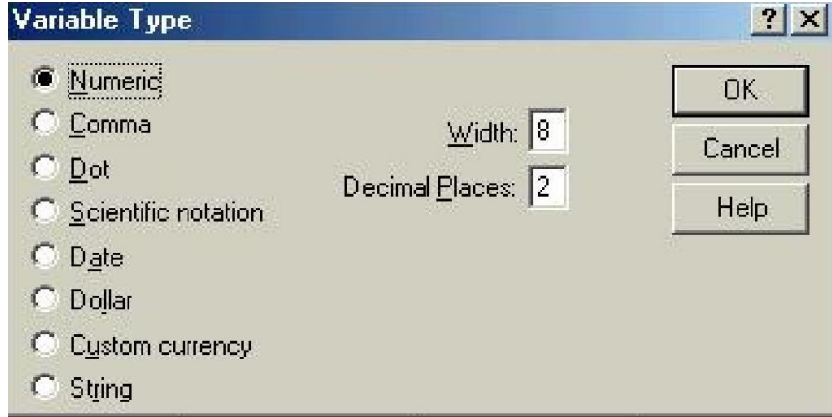 Variable Type
Numeric
Comma
Dot
Scientific notation
Date
Dollar
Custom currency
String
Width: 8
Decimal Places: 2
OK
Cancel
Help